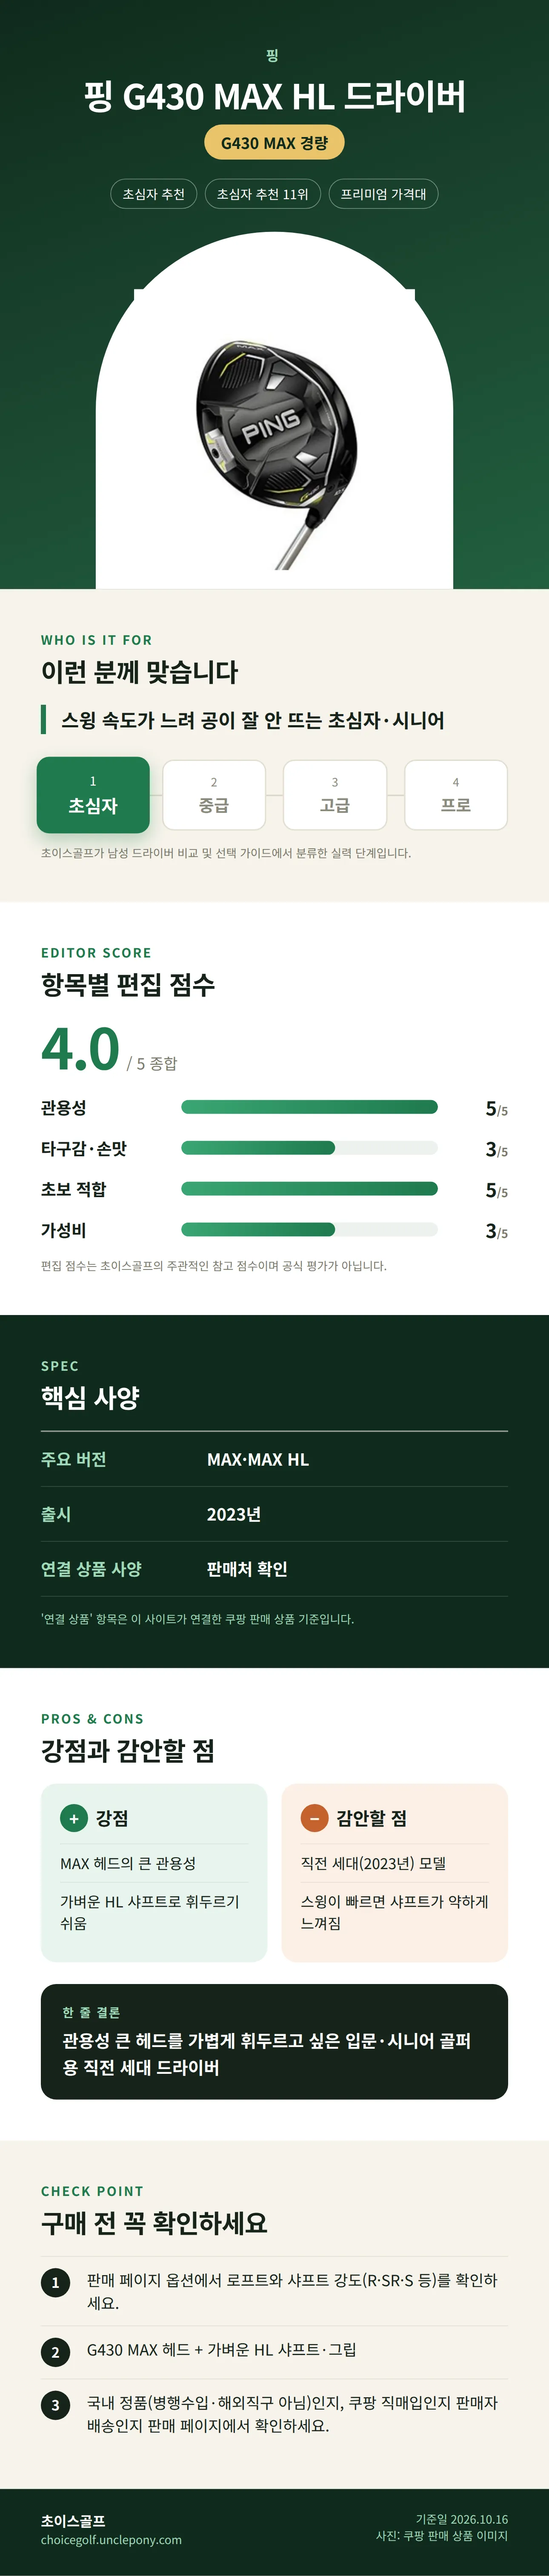 핑
핑 G430 MAX HL 드라이버
G430 MAX 경량
초심자 추천
초심자 추천 11위
프리미엄 가격대
PING
WHO IS IT FOR
이런 분께 맞습니다
스윙 속도가 느려 공이 잘 안 뜨는 초심자·시니어
1
초심자
2
중급
3
고급
4
프로
초이스골프가 남성 드라이버 비교 및 선택 가이드에서 분류한 실력 단계입니다.
EDITOR SCORE
항목별 편집 점수
4.0 / 5 종합
관용성 5/5
타구감·손맛 3/5
초보 적합 5/5
가성비 3/5
편집 점수는 초이스골프의 주관적인 참고 점수이며 공식 평가가 아닙니다.
SPEC
핵심 사양
주요 버전 MAX·MAX HL
출시 2023년
연결 상품 사양 판매처 확인
'연결 상품' 항목은 이 사이트가 연결한 쿠팡 판매 상품 기준입니다.
PROS & CONS
강점과 감안할 점
+ 강점
MAX 헤드의 큰 관용성
가벼운 HL 샤프트로 휘두르기
쉬움
− 감안할 점
직전 세대(2023년) 모델
스윙이 빠르면 샤프트가 약하게
느껴짐
한 줄 결론
관용성 큰 헤드를 가볍게 휘두르고 싶은 입문·시니어 골퍼
용 직전 세대 드라이버
CHECK POINT
구매 전 꼭 확인하세요
1 판매 페이지 옵션에서 로프트와 샤프트 강도(R·SR·S 등)를 확인하
세요.
2 G430 MAX 헤드 + 가벼운 HL 샤프트·그립
3 국내 정품(병행수입·해외직구 아님)인지, 쿠팡 직매입인지 판매자
배송인지 판매 페이지에서 확인하세요.
초이스골프
choicegolf.unclepony.com
기준일 2026.10.16
사진: 쿠팡 판매 상품 이미지